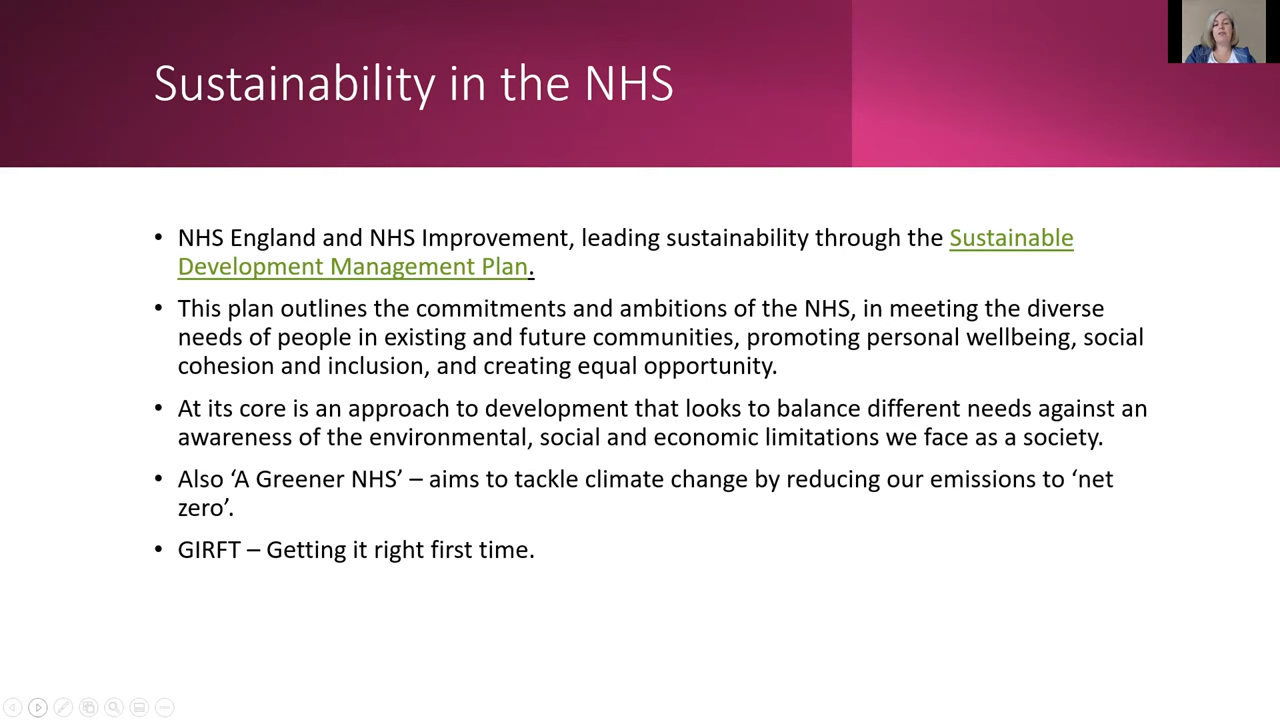 Sustainability in the NHS
• NHS England and NHS Improvement, leading sustainability through the Sustainable
Development Management Plan.
• This plan outlines the commitments and ambitions of the NHS, in meeting the diverse
needs of people in existing and future communities, promoting personal wellbeing, social
cohesion and inclusion, and creating equal opportunity.
• At its core is an approach to development that looks to balance different needs against an
awareness of the environmental, social and economic limitations we face as a society.
• Also ‘A Greener NHS’ – aims to tackle climate change by reducing our emissions to ‘net
zero’.
• GIRFT – Getting it right first time.